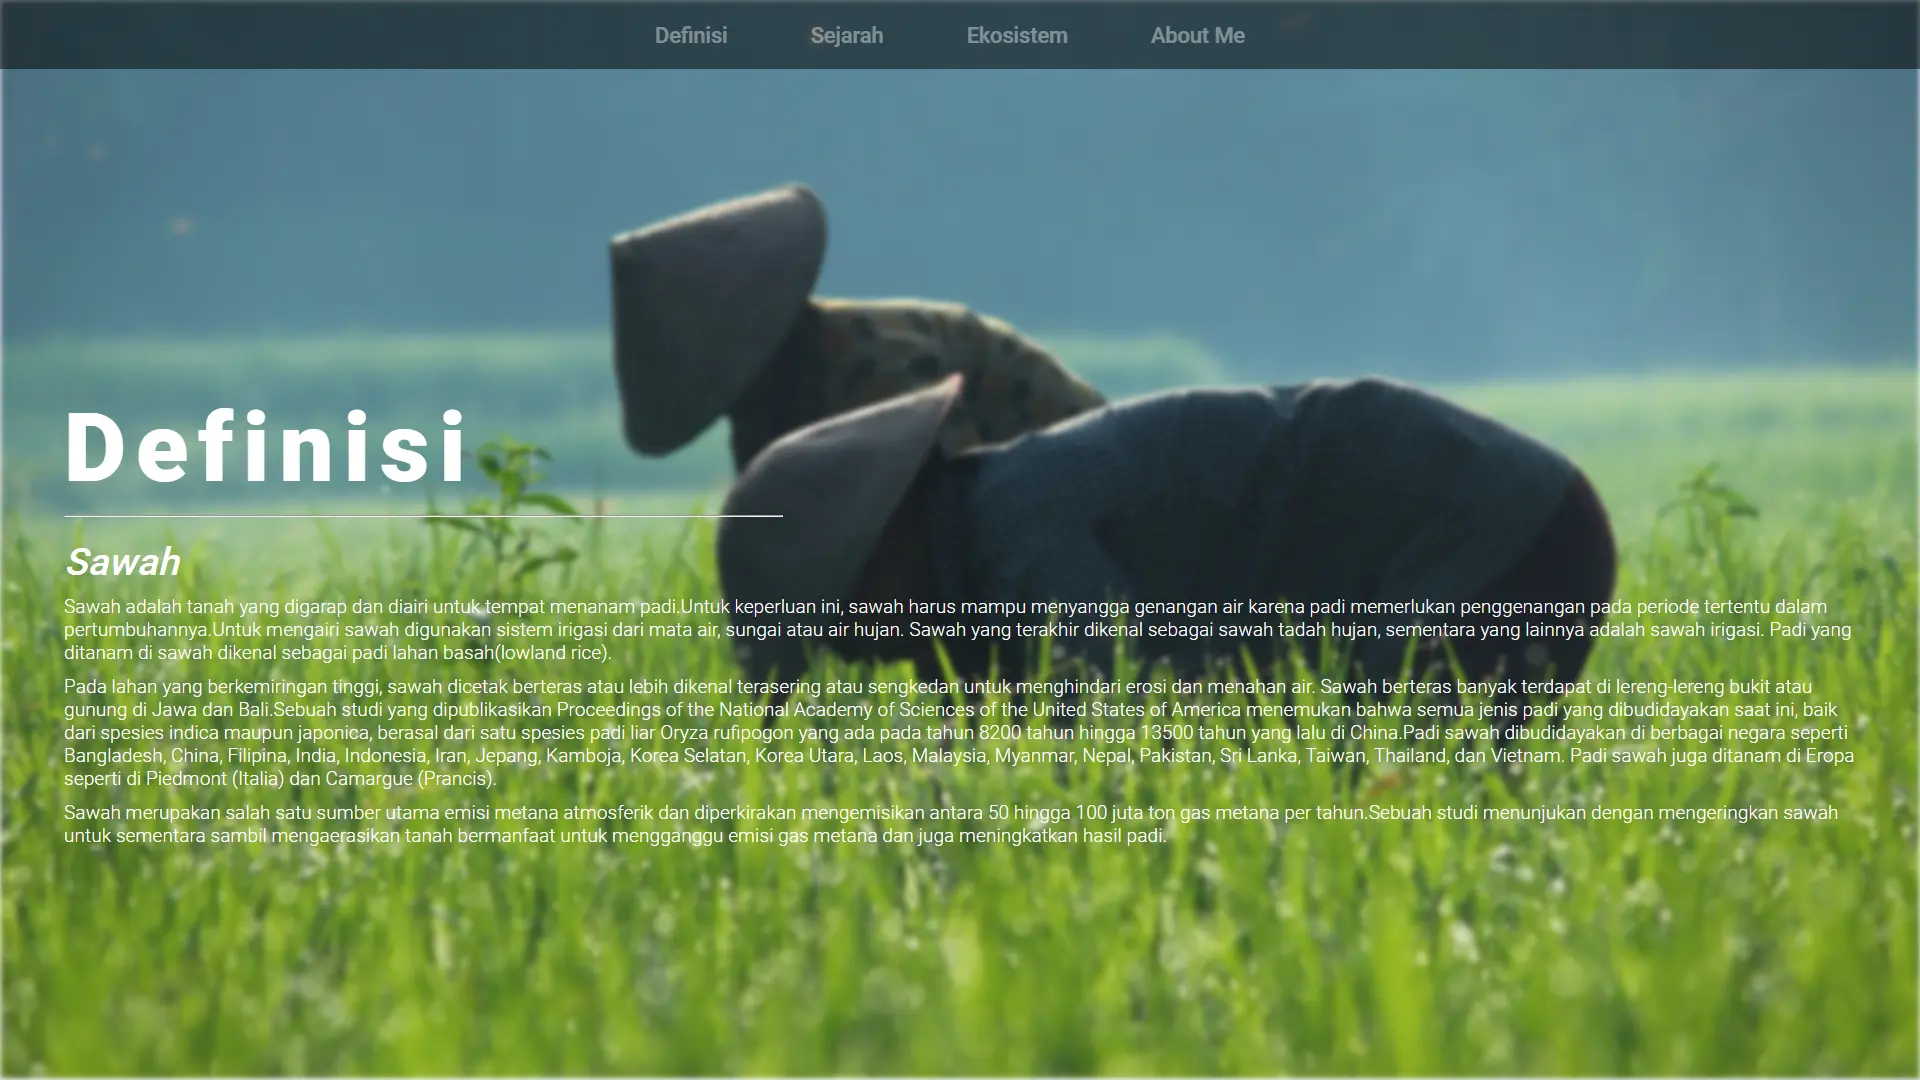 Definisi Sejarah Ekosistem About Me
Definisi
Sawah
Sawah adalah tanah yang digarap dan diairi untuk tempat menanam padi.Untuk keperluan ini, sawah harus mampu menyangga genangan air karena padi memerlukan penggenangan pada periode tertentu dalam
pertumbuhannya.Untuk mengairi sawah digunakan sistem irigasi dari mata air, sungai atau air hujan. Sawah yang terakhir dikenal sebagai sawah tadah hujan, sementara yang lainnya adalah sawah irigasi. Padi yang
ditanam di sawah dikenal sebagai padi lahan basah(lowland rice).
Pada lahan yang berkemiringan tinggi, sawah dicetak berteras atau lebih dikenal terasering atau sengkedan untuk menghindari erosi dan menahan air. Sawah berteras banyak terdapat di lereng-lereng bukit atau
gunung di Jawa dan Bali.Sebuah studi yang dipublikasikan Proceedings of the National Academy of Sciences of the United States of America menemukan bahwa semua jenis padi yang dibudidayakan saat ini, baik
dari spesies indica maupun japonica, berasal dari satu spesies padi liar Oryza rufipogon yang ada pada tahun 8200 tahun hingga 13500 tahun yang lalu di China.Padi sawah dibudidayakan di berbagai negara seperti
Bangladesh, China, Filipina, India, Indonesia, Iran, Jepang, Kamboja, Korea Selatan, Korea Utara, Laos, Malaysia, Myanmar, Nepal, Pakistan, Sri Lanka, Taiwan, Thailand, dan Vietnam. Padi sawah juga ditanam di Eropa
seperti di Piedmont (Italia) dan Camargue (Prancis).
Sawah merupakan salah satu sumber utama emisi metana atmosferik dan diperkirakan mengemisikan antara 50 hingga 100 juta ton gas metana per tahun.Sebuah studi menunjukan dengan mengeringkan sawah
untuk sementara sambil mengaerasikan tanah bermanfaat untuk mengganggu emisi gas metana dan juga meningkatkan hasil padi.